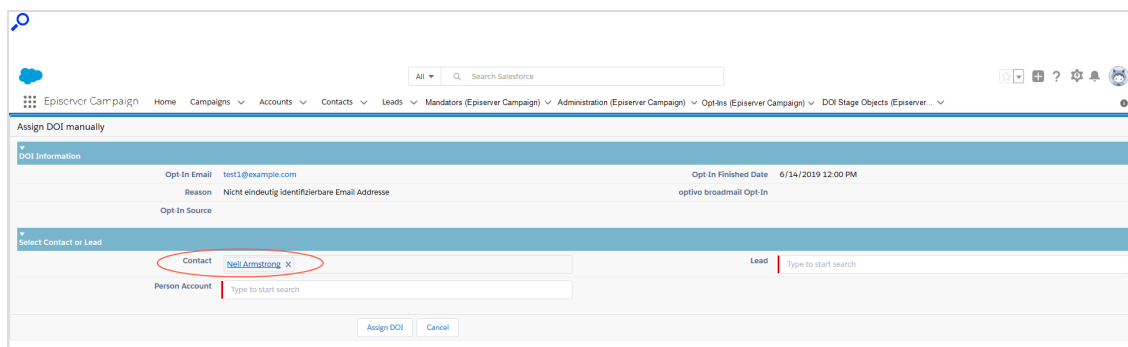 All Search Salesforce
Episerver Campaign Home Campaigns Accounts Contacts Leads Mandators (Episerver Campaign) Administration (Episerver Campaign) Opt-Ins (Episerver Campaign) DOI Stage Objects (Episerver...
Assign DOI manually
DOI Information
Opt-In Email test1@example.com Opt-In Finished Date 6/14/2019 12:00 PM
Reason Nicht eindeutig identifizierbare Email Addresse optivo broadmail Opt-In
Opt-In Source
Select Contact or Lead
Contact Neil Armstrong X Lead Type to start search
Person Account Type to start search
Assign DOI Cancel